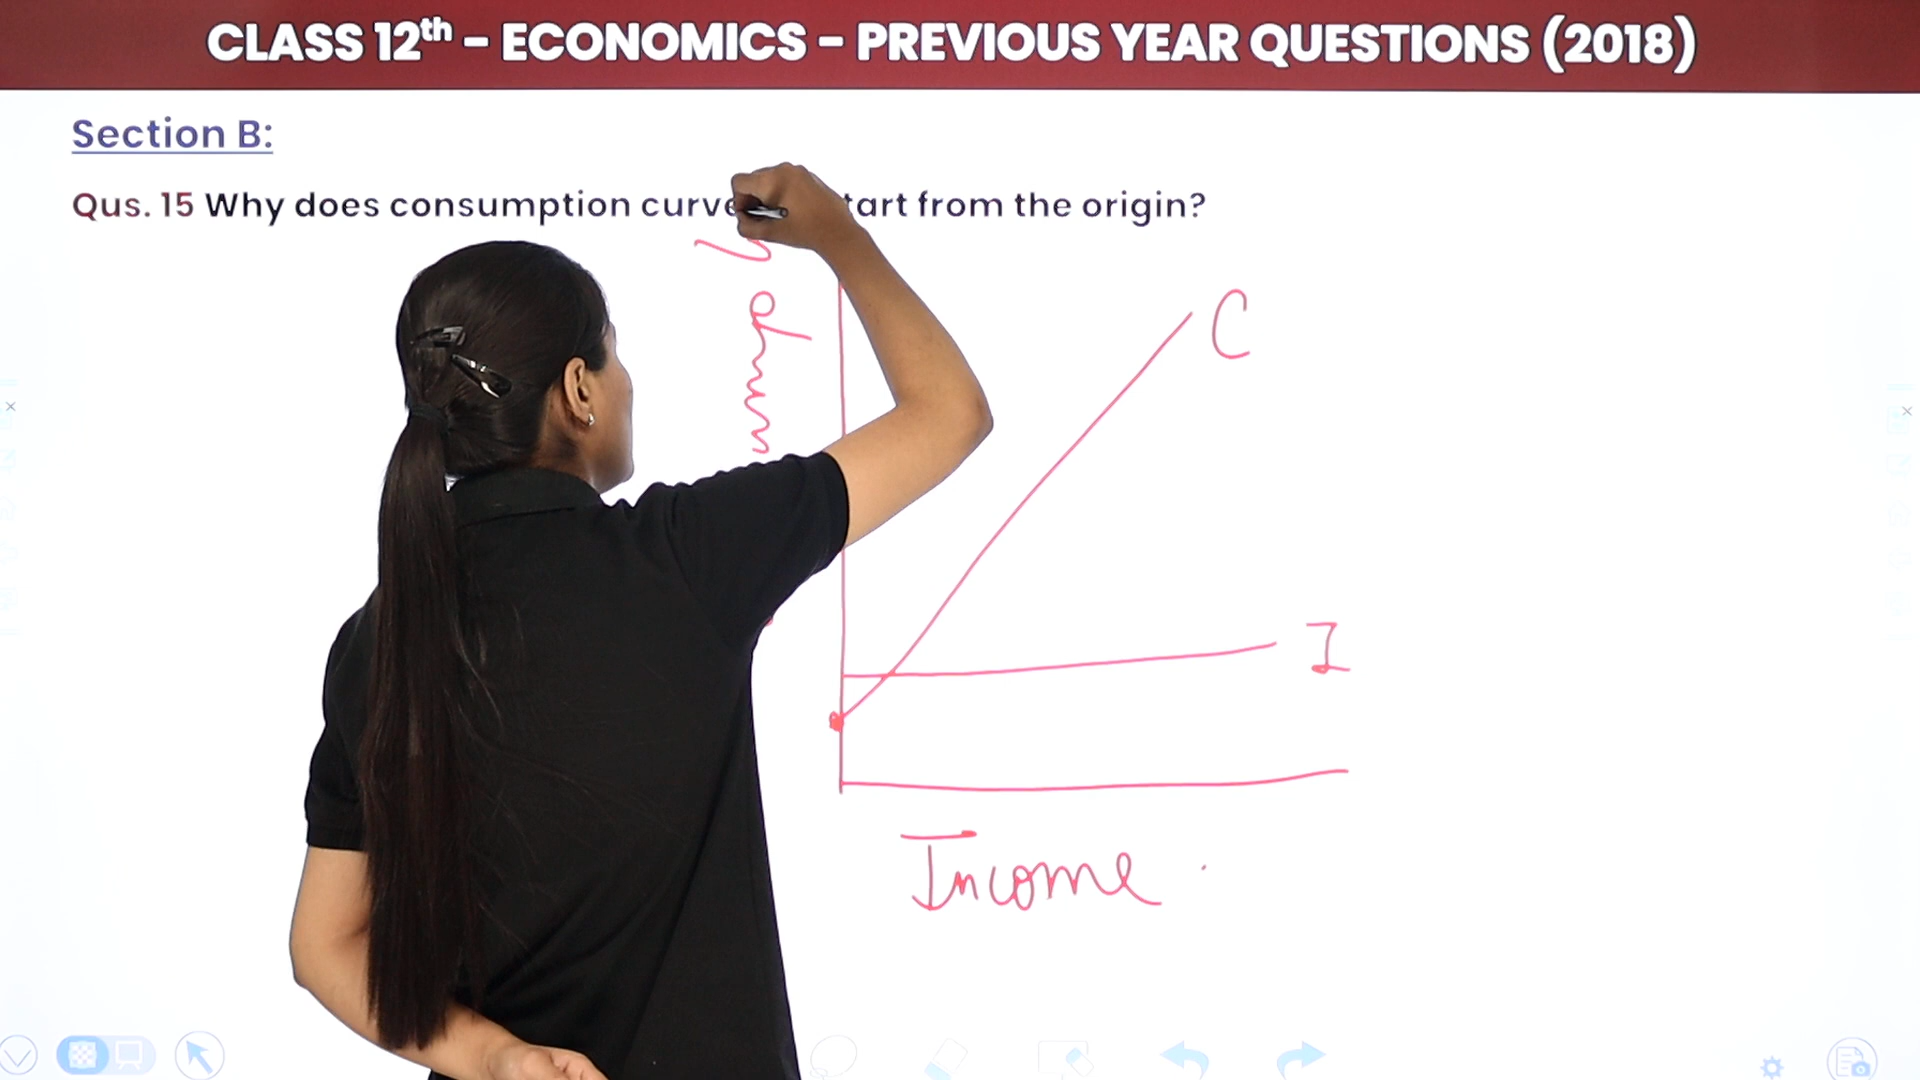 CLASS 12th – ECONOMICS – PREVIOUS YEAR QUESTIONS (2018)
Section B:
Qus. 15 Why does consumption curve tart from the origin?
C
I
Income